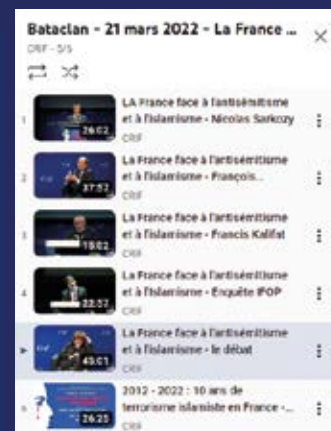 Bataclan - 21 mars 2022 - La France ...
CRIF - 5/5
1
LA France face à l'antisémitisme
et à l'islamisme - Nicolas Sarkozy
CRIF
26:02
2
La France face à l'antisémitisme
et à l'islamisme - François...
CRIF
37:52
3
La France face à l'antisémitisme
et à l'islamisme - Francis Kalifat
CRIF
15:02
4
La France face à l'antisémitisme
et à l'islamisme - Enquête IFOP
CRIF
22:57
La France face à l'antisémitisme
et à l'islamisme - le débat
CRIF
45:01
6
2012 - 2022 : 10 ans de
terrorisme islamiste en France -...
CRIF
26:25